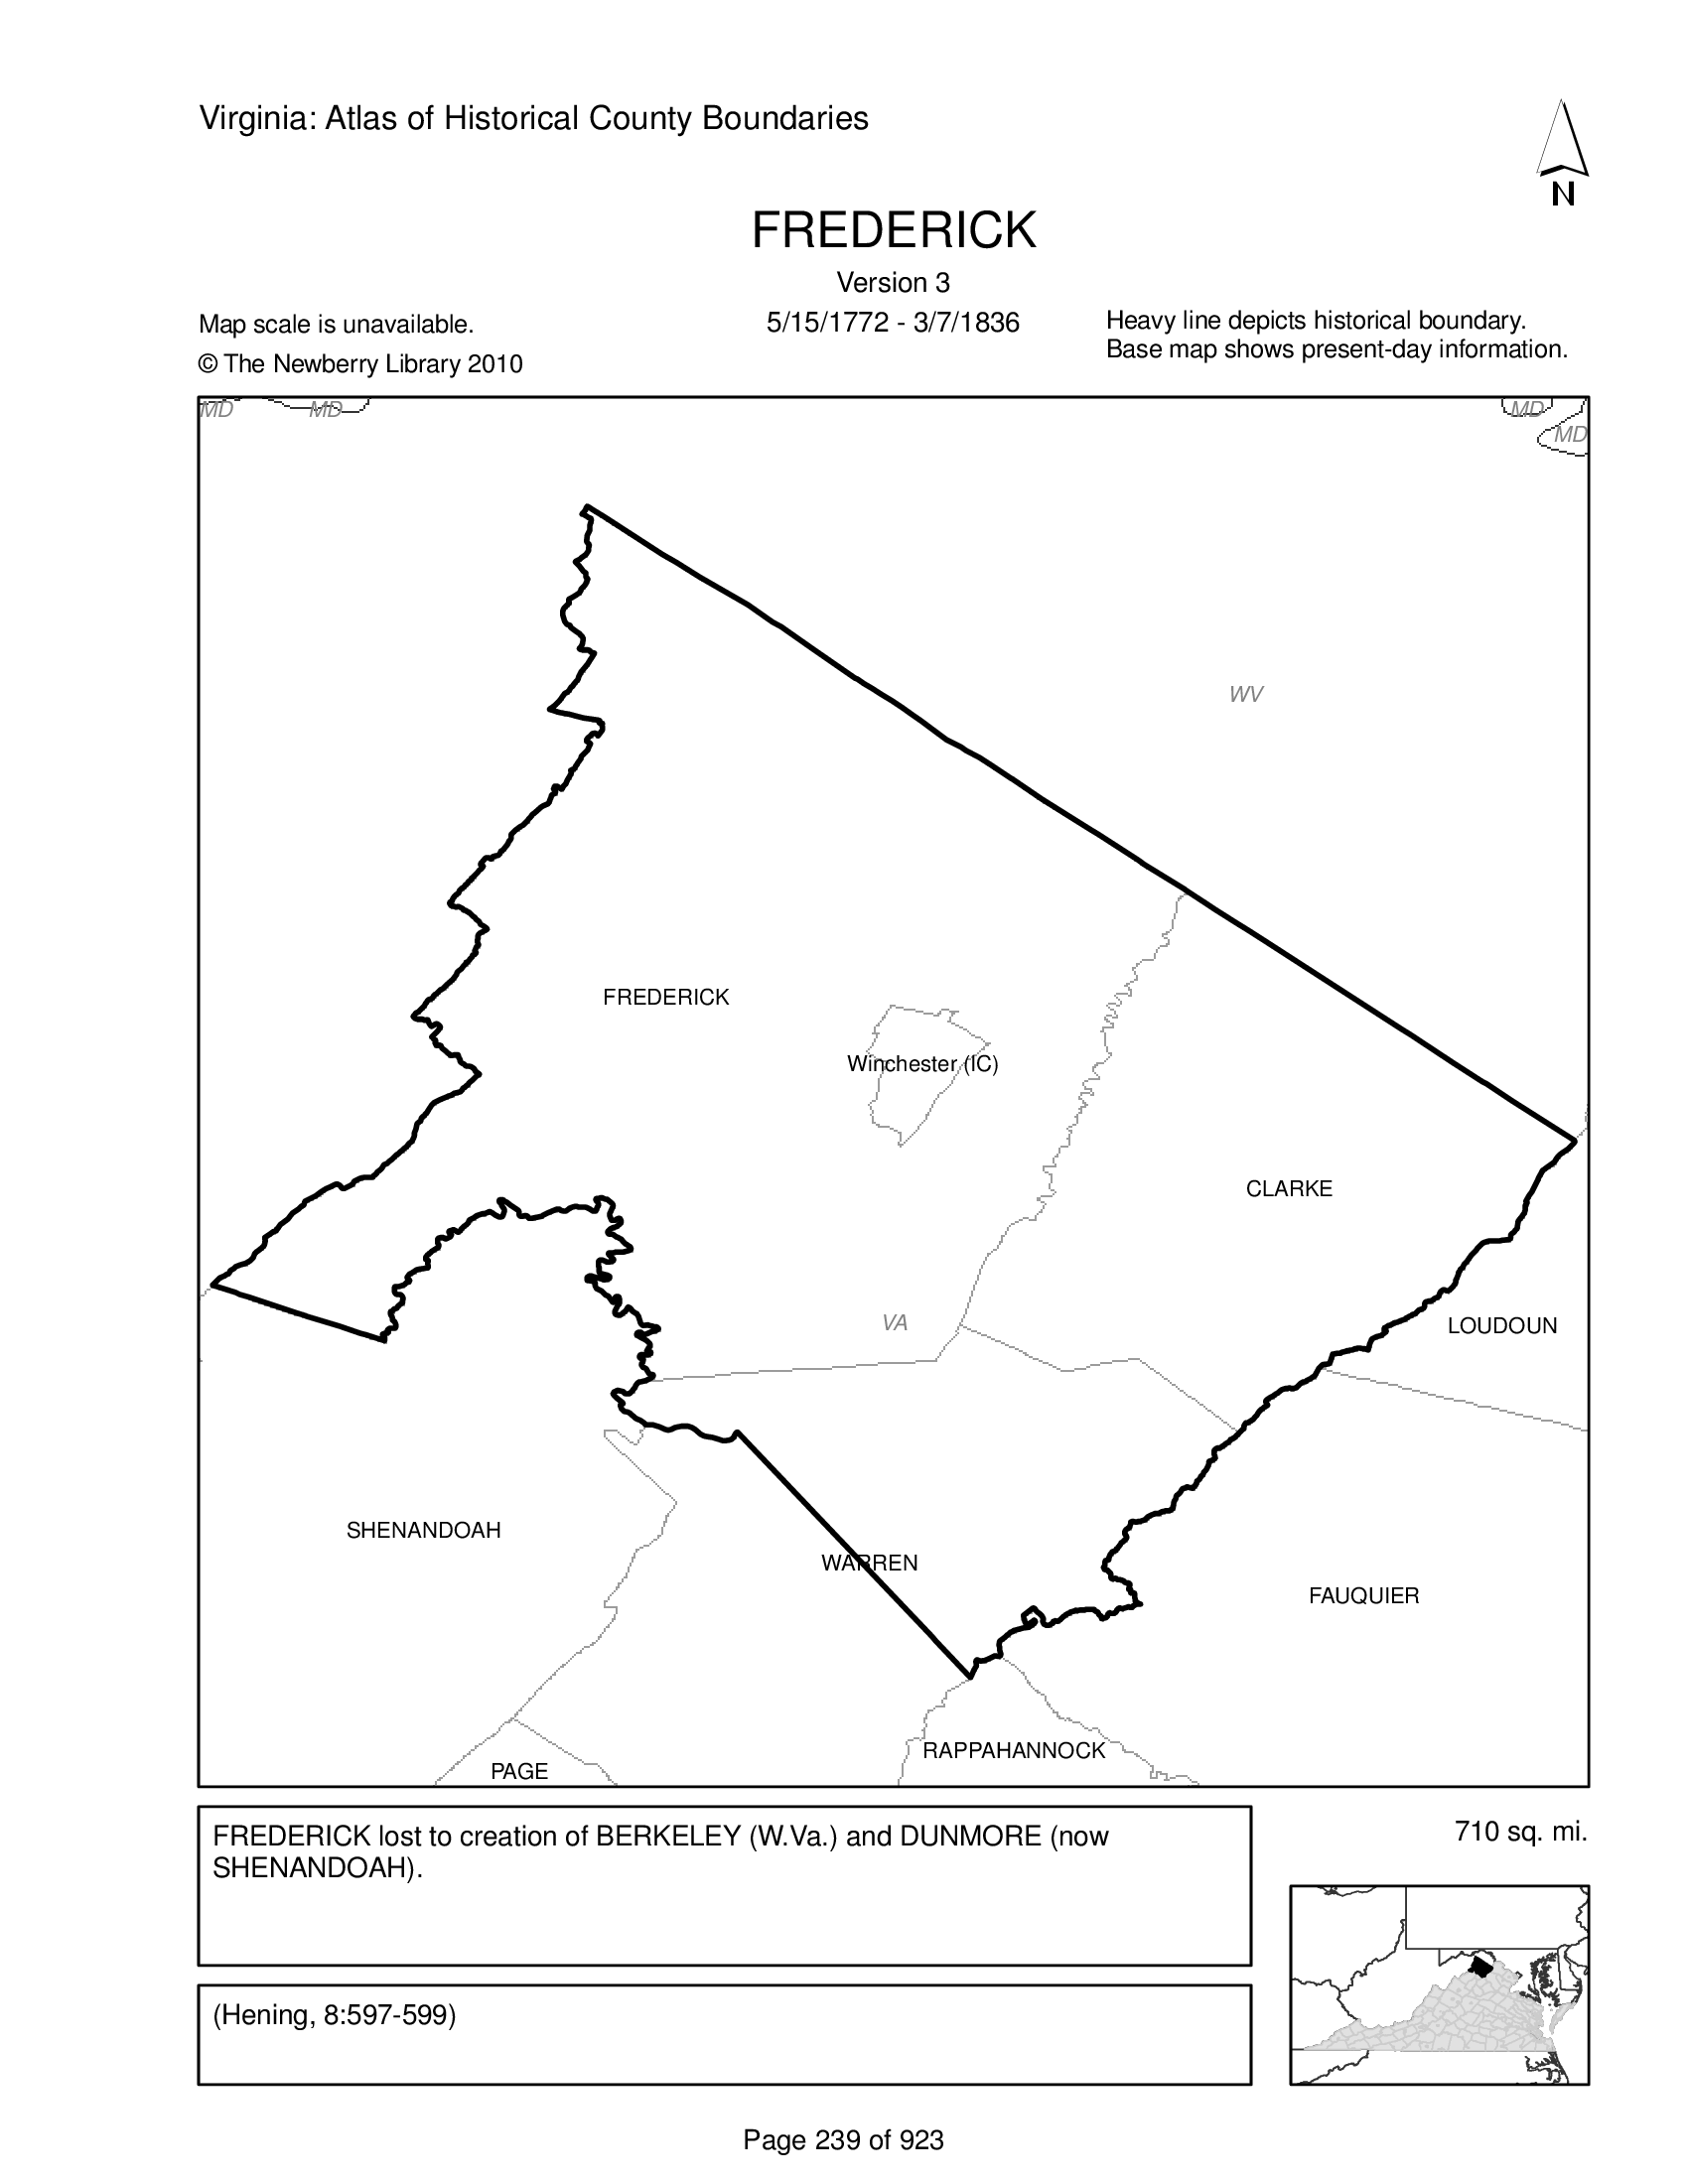 Virginia: Atlas of Historical County Boundaries
N
FREDERICK
Version 3
5/15/1772 - 3/7/1836
Map scale is unavailable.
© The Newberry Library 2010
Heavy line depicts historical boundary.
Base map shows present-day information.
MD
MD
MD
MD
WV
FREDERICK
Winchester (IC)
CLARKE
VA
LOUDOUN
SHENANDOAH
WARREN
FAUQUIER
RAPPAHANNOCK
PAGE
FREDERICK lost to creation of BERKELEY (W.Va.) and DUNMORE (now
SHENANDOAH).
710 sq. mi.
(Hening, 8:597-599)
Page 239 of 923